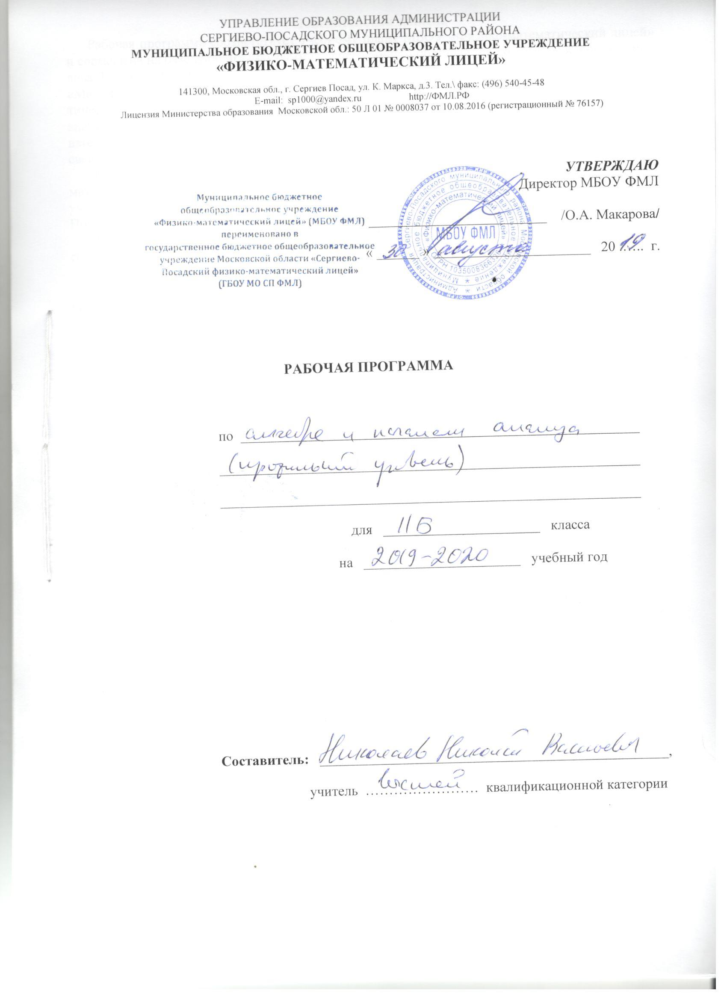 УПРАВЛЕНИЕ ОБРАЗОВАНИЯ АДМИНИСТРАЦИИ
СЕРГИЕВО-ПОСАДСКОГО МУНИЦИПАЛЬНОГО РАЙОНА
МУНИЦИПАЛЬНОЕ БЮДЖЕТНОЕ ОБЩЕОБРАЗОВАТЕЛЬНОЕ УЧРЕЖДЕНИЕ
«ФИЗИКО-МАТЕМАТИЧЕСКИЙ ЛИЦЕЙ»
141300, Московская обл., г. Сергиев Посад, ул. К. Маркса, д.3. Тел.\ факс: (496) 540-45-48
E-mail: sp1000@yandex.ru http://ФМЛ.РФ
Лицензия Министерства образования Московской обл.: 50 Л 01 № 0008037 от 10.08.2016 (регистрационный № 76157)
УТВЕРЖДАЮ
Директор МБОУ ФМЛ
/О.А. Макарова/
« 30 » августа 20 19 г.
Муниципальное бюджетное
общеобразовательное учреждение
«Физико-математический лицей» (МБОУ ФМЛ)
переименовано в
государственное бюджетное общеобразовательное
учреждение Московской области «Сергиево-
Посадский физико-математический лицей»
(ГБОУ МО СП ФМЛ)
Администрация Сергиево-Посадского муниципального района Московской области
Муниципальное бюджетное общеобразовательное учреждение
«Физико-математический лицей»
МБОУ ФМЛ
РАБОЧАЯ ПРОГРАММА
по алгебре и началам анализа
(профильный уровень)
для 11Б класса
на 2019-2020 учебный год
Составитель: Николаев Николай ,
учитель высшей квалификационной категории